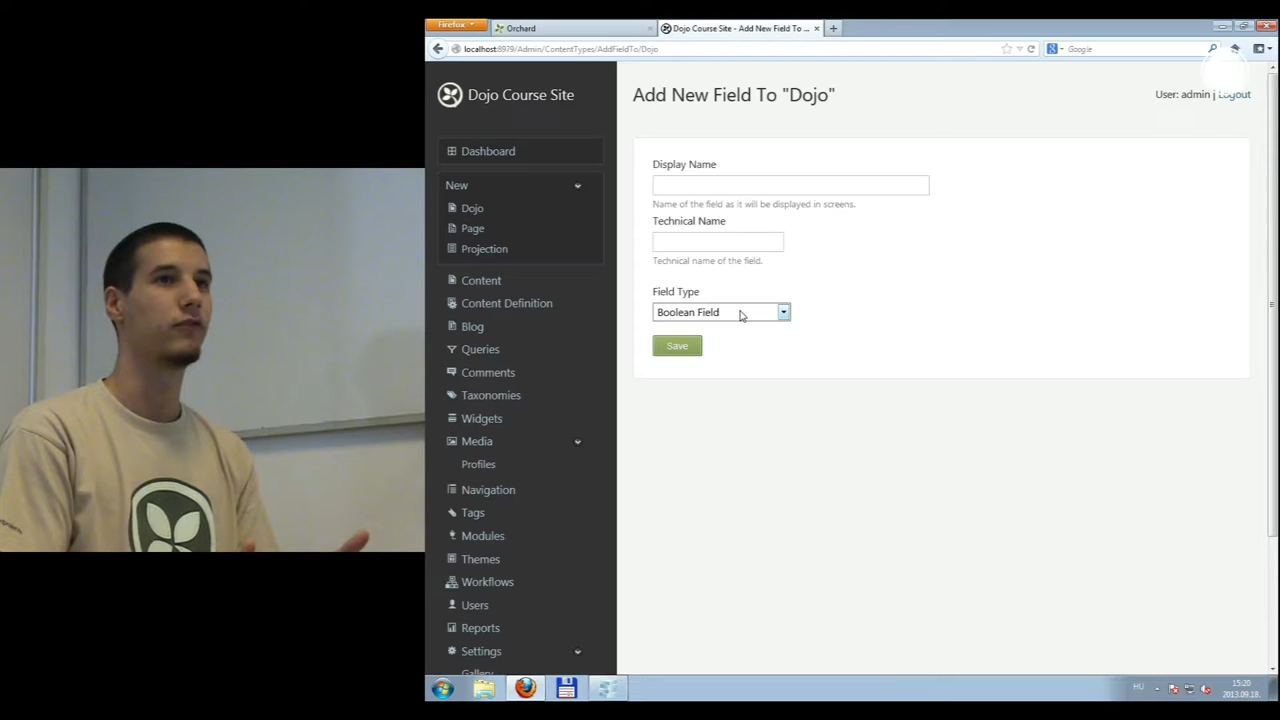 Firefox
Orchard
Dojo Course Site - Add New Field To ...
localhost:8979/Admin/ContentTypes/AddFieldTo/Dojo
Google
Dojo Course Site
Add New Field To "Dojo"
User: admin | Logout
Dashboard
New
Dojo
Page
Projection
Content
Content Definition
Blog
Queries
Comments
Taxonomies
Widgets
Media
Profiles
Navigation
Tags
Modules
Themes
Workflows
Users
Reports
Settings
Gallery
Display Name
Name of the field as it will be displayed in screens.
Technical Name
Technical name of the field.
Field Type
Boolean Field
Save
HU
15:20
2013.09.18.